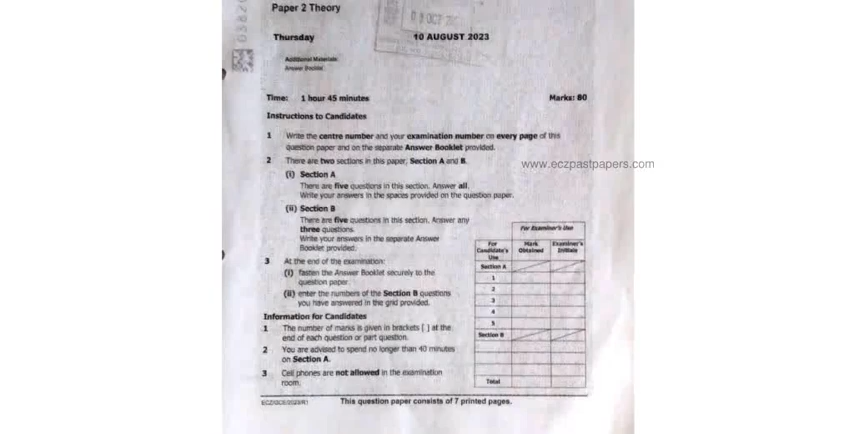 03826
Paper 2 Theory
Thursday
10 AUGUST 2023
Additional Materials:
Answer Booklet
Time: 1 hour 45 minutes
Marks: 80
Instructions to Candidates
1 Write the centre number and your examination number on every page of this
question paper and on the separate Answer Booklet provided.
2 There are two sections in this paper, Section A and B.
www.eczpastpapers.com
(i) Section A
There are five questions in this section. Answer all.
Write your answers in the spaces provided on the question paper.
(ii) Section B
There are five questions in this section. Answer any
three questions.
Write your answers in the separate Answer
Booklet provided.
3 At the end of the examination:
(i) fasten the Answer Booklet securely to the
question paper.
(ii) enter the numbers of the Section B questions
you have answered in the grid provided.
Information for Candidates
1 The number of marks is given in brackets [ ] at the
end of each question or part question.
2 You are advised to spend no longer than 40 minutes
on Section A.
3 Cell phones are not allowed in the examination
room.
For Examiner's Use
For Candidate's Use
Mark Obtained
Examiner's Initials
Section A
1
2
3
4
5
Section B
Total
ECZ/GCE/2023/R1
This question paper consists of 7 printed pages.